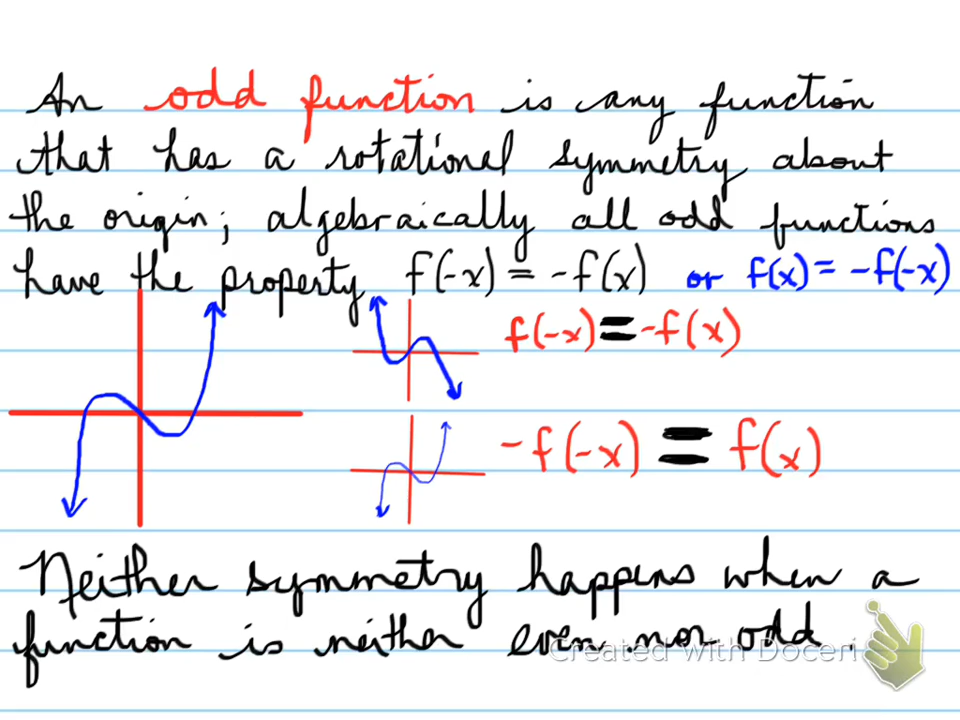 An odd function is any function
that has a rotational symmetry about
the origin; algebraically all odd functions
have the property f(-x) = -f(x) or f(x) = -f(-x)
f(-x) = -f(x)
-f(-x) = f(x)
Neither symmetry happens when a
function is neither even nor odd.
Created with Doceri